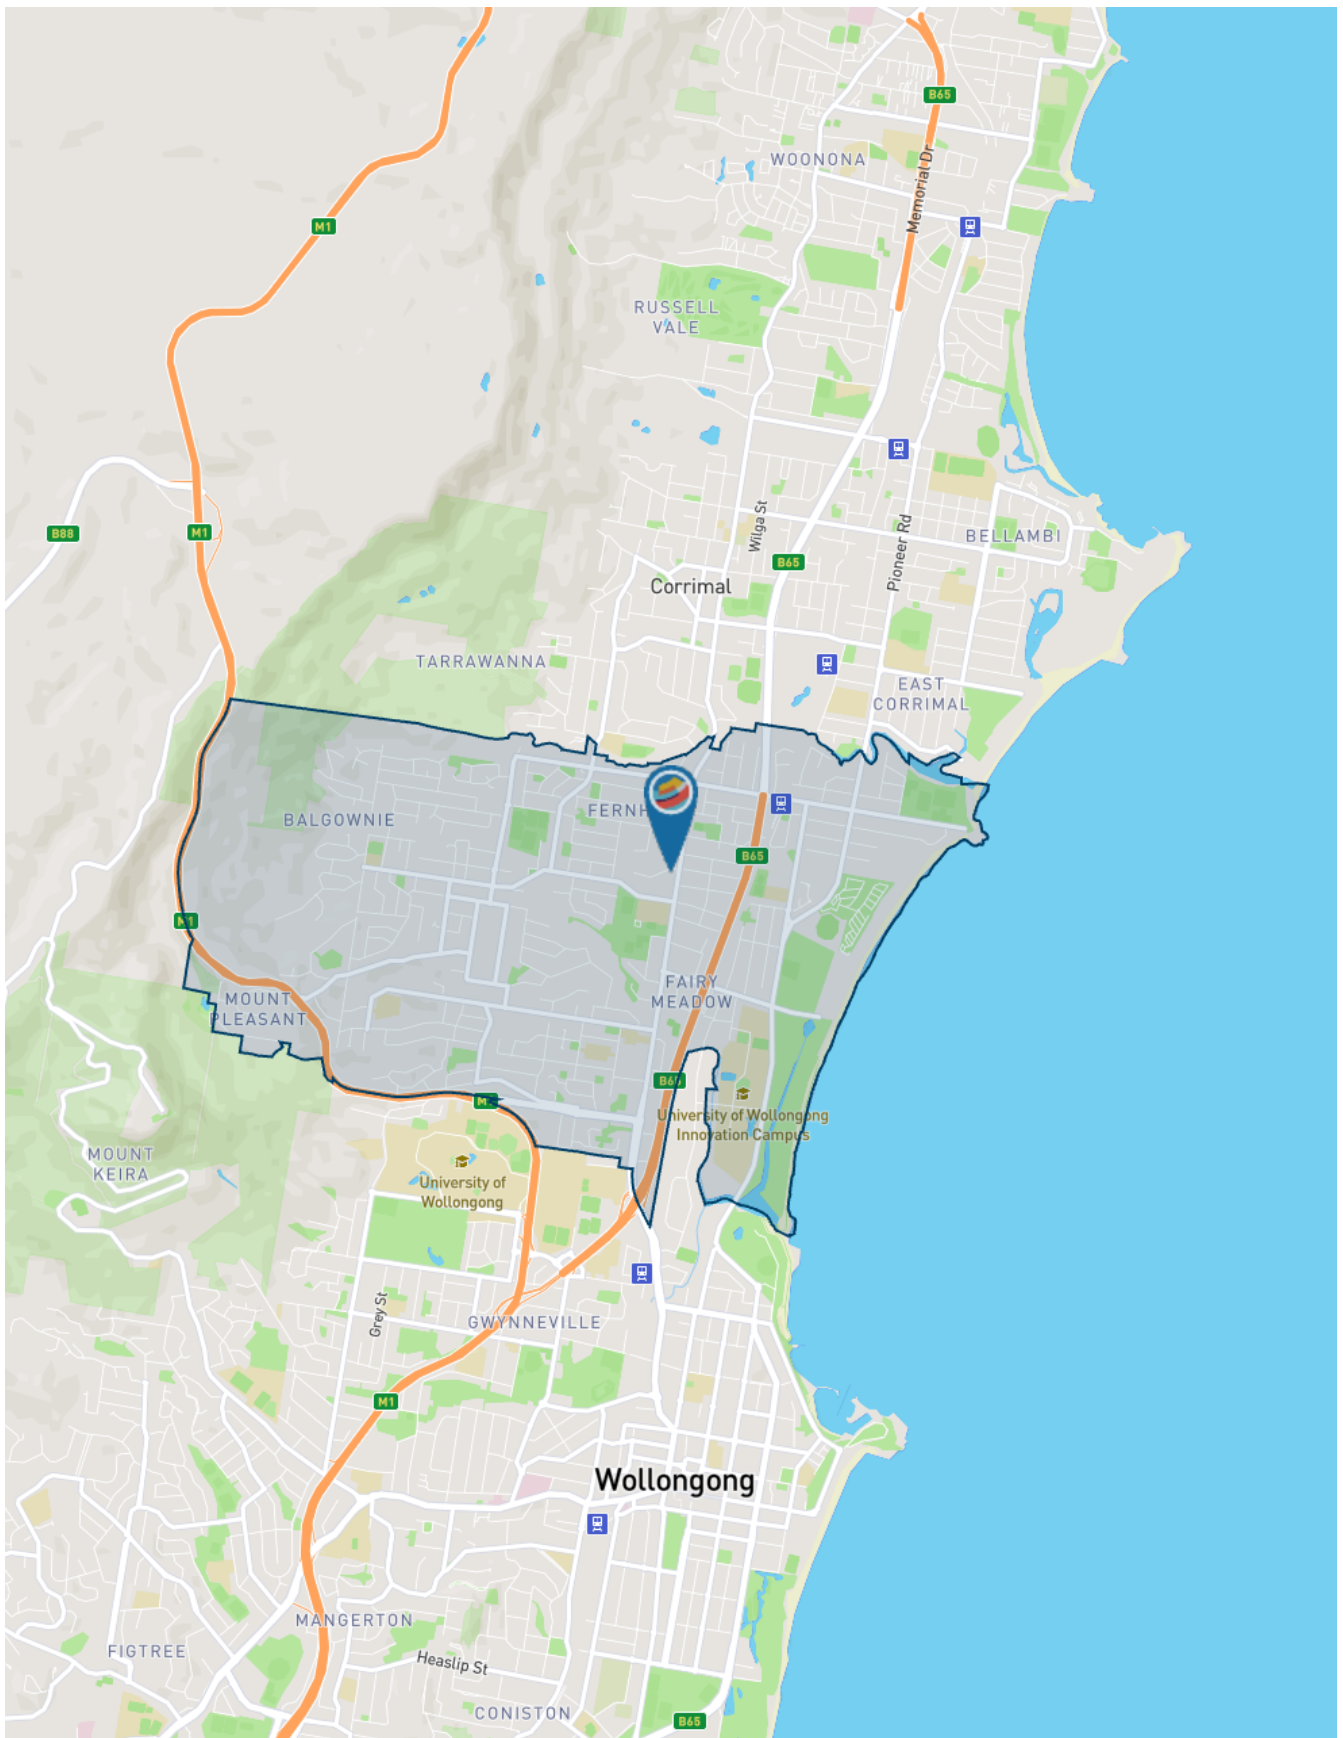 B65
WOONONA
Memorial Dr
M1
RUSSELL
VALE
Wilga St
Pioneer Rd
B88
M1
BELLAMBI
B65
Corrimal
TARRAWANNA
EAST
CORRIMAL
BALGOWNIE
FERNH
B65
M1
FAIRY
MEADOW
MOUNT
PLEASANT
B65
M
University of Wollongong
Innovation Campus
MOUNT
KEIRA
University of
Wollongong
Grey St
GWYNNEVILLE
M1
Wollongong
MANGERTON
FIGTREE
Heaslip St
CONISTON
B65